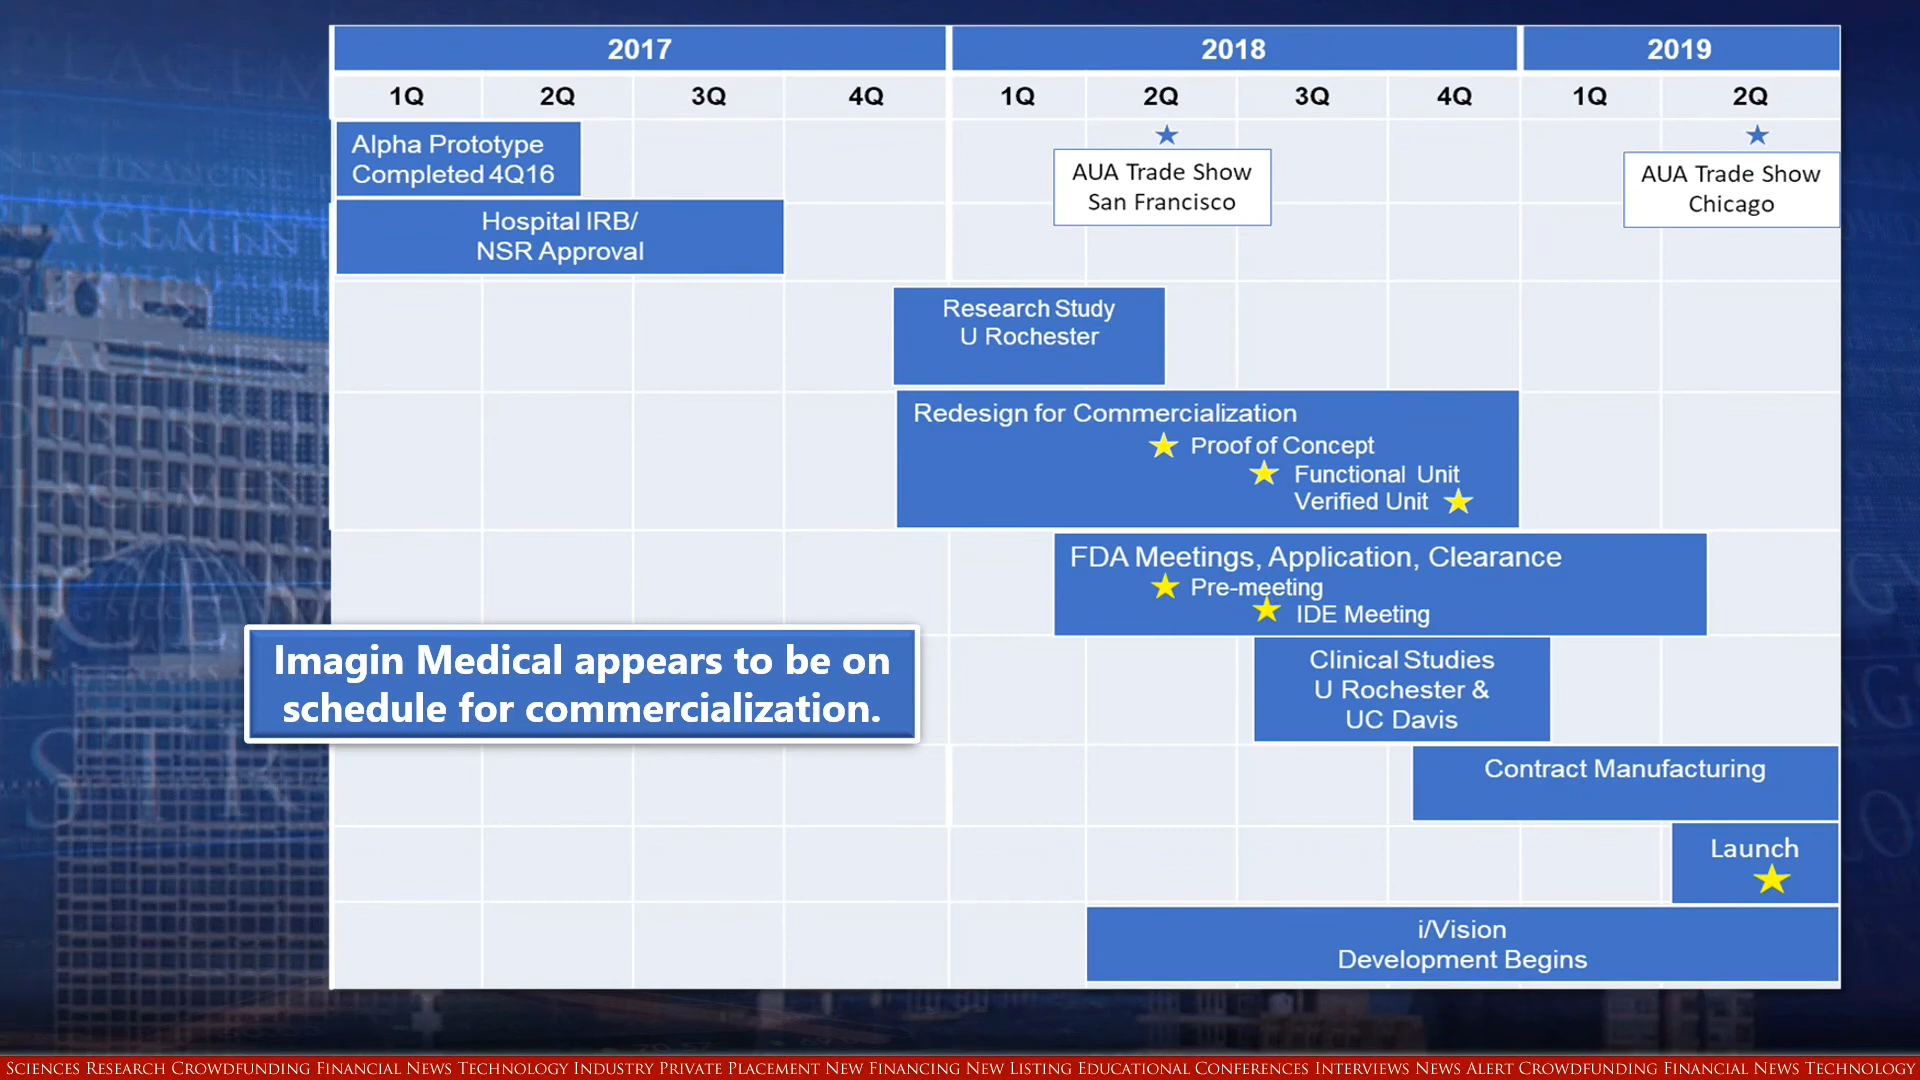 2017 2018 2019
1Q 2Q 3Q 4Q 1Q 2Q 3Q 4Q 1Q 2Q
Alpha Prototype
Completed 4Q16
AUA Trade Show
San Francisco
AUA Trade Show
Chicago
Hospital IRB/
NSR Approval
Research Study
U Rochester
Redesign for Commercialization
Proof of Concept
Functional Unit
Verified Unit
FDA Meetings, Application, Clearance
Pre-meeting
IDE Meeting
Imagin Medical appears to be on
schedule for commercialization.
Clinical Studies
U Rochester &
UC Davis
Contract Manufacturing
Launch
i/Vision
Development Begins
SCIENCES RESEARCH CROWDFUNDING FINANCIAL NEWS TECHNOLOGY INDUSTRY PRIVATE PLACEMENT NEW FINANCING NEW LISTING EDUCATIONAL CONFERENCES INTERVIEWS NEWS ALERT CROWDFUNDING FINANCIAL NEWS TECHNOLOGY